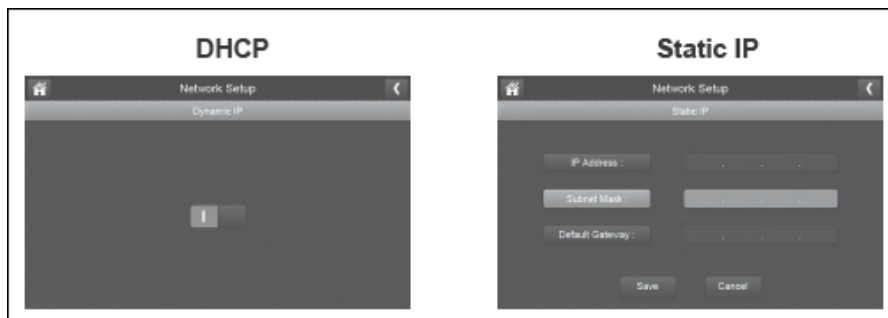 DHCP
Network Setup
Dynamic IP
Static IP
Network Setup
Static IP
IP Address :
Subnet Mask :
Default Gateway :
Save Cancel